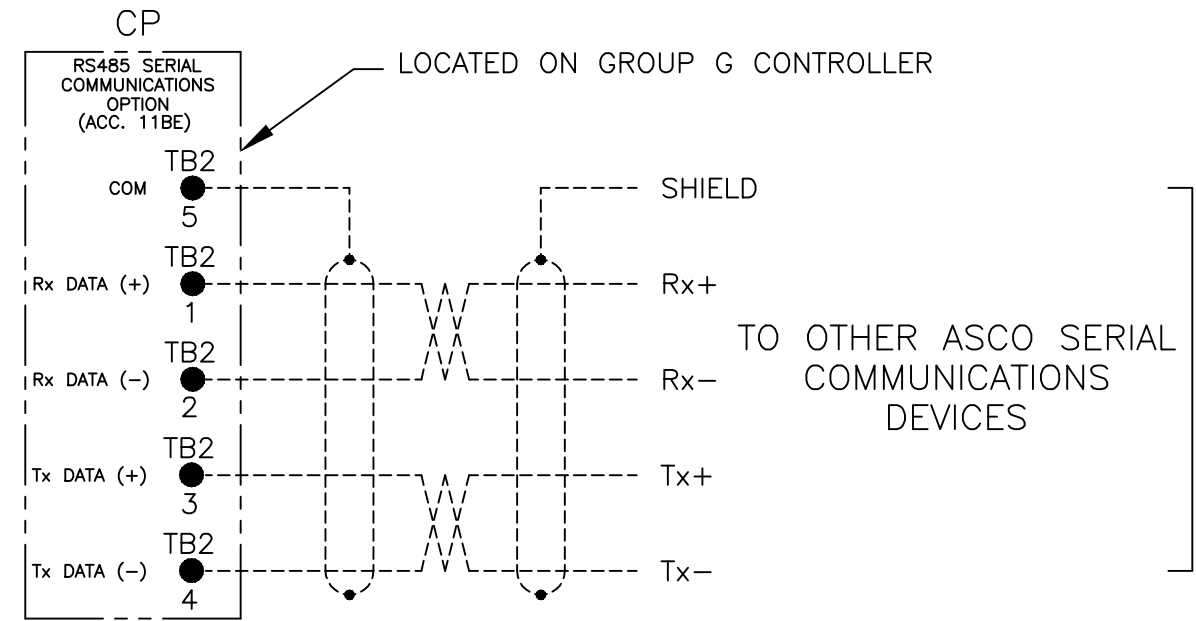 CP
RS485 SERIAL
COMMUNICATIONS
OPTION
(ACC. 11BE)
LOCATED ON GROUP G CONTROLLER
TB2
COM
5
SHIELD
TB2
Rx DATA (+)
1
Rx+
TB2
Rx DATA (-)
2
Rx-
TB2
Tx DATA (+)
3
Tx+
TB2
Tx DATA (-)
4
Tx-
TO OTHER ASCO SERIAL
COMMUNICATIONS
DEVICES